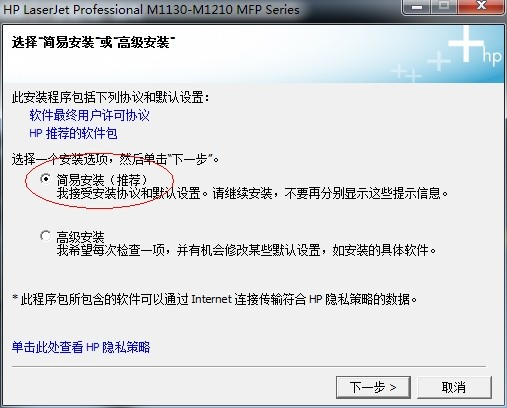 HP LaserJet Professional M1130-M1210 MFP Series
选择“简易安装”或“高级安装”
hp
此安装程序包括下列协议和默认设置：
软件最终用户许可协议
HP 推荐的软件包
选择一个安装选项，然后单击“下一步”。
简易安装（推荐）
我接受安装协议和默认设置。请继续安装，不要再分别显示这些提示信息。
高级安装
我希望每次检查一项，并有机会修改某些默认设置，如安装的具体软件。
* 此程序包所包含的软件可以通过 Internet 连接传输符合 HP 隐私策略的数据。
单击此处查看 HP 隐私策略
下一步 >
取消